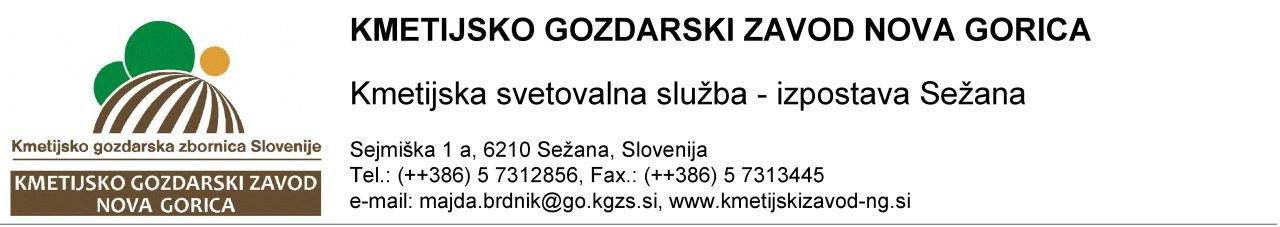 KMETIJSKO GOZDARSKI ZAVOD NOVA GORICA
Kmetijska svetovalna služba - izpostava Sežana
Kmetijsko gozdarska zbornica Slovenije
KMETIJSKO GOZDARSKI ZAVOD
NOVA GORICA
Sejmiška 1 a, 6210 Sežana, Slovenija
Tel.: (++386) 5 7312856, Fax.: (++386) 5 7313445
e-mail: majda.brdnik@go.kgzs.si, www.kmetijskizavod-ng.si